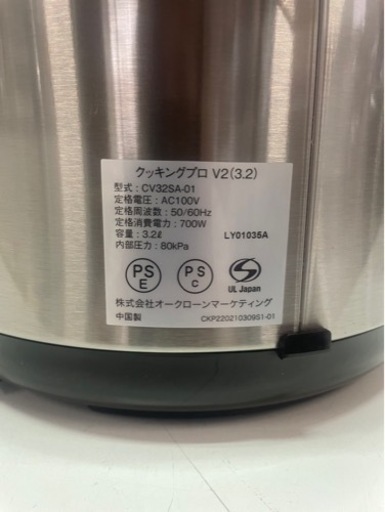 クッキングプロ V2(3.2)
型式：CV32SA-01
定格電圧：AC100V
定格周波数：50/60Hz
定格消費電力：700W
容量：3.2ℓ
LY01035A
内部圧力：80kPa
PS
E
PS
C
S
UL Japan
株式会社オークローンマーケティング
中国製
CKP2202103O951-01